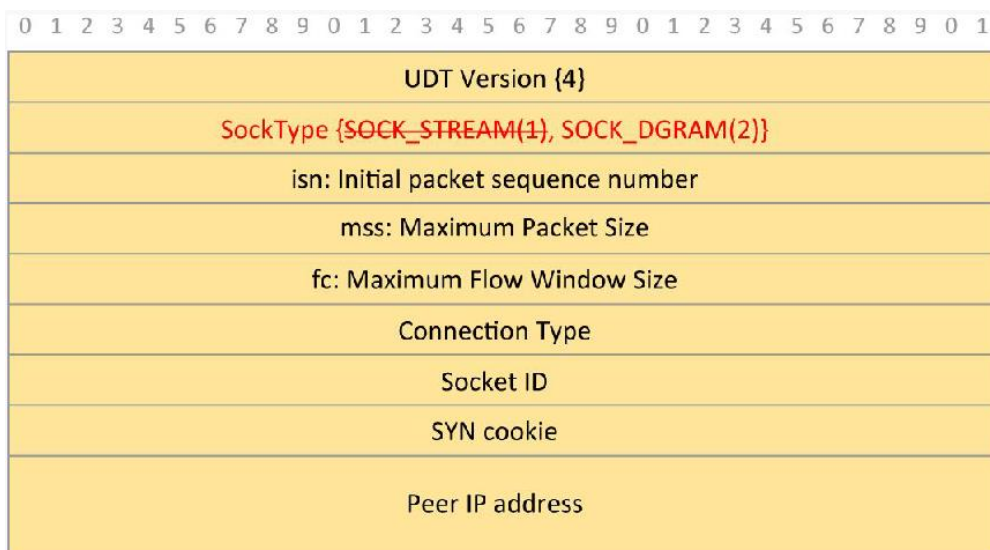 0 1 2 3 4 5 6 7 8 9 0 1 2 3 4 5 6 7 8 9 0 1 2 3 4 5 6 7 8 9 0 1
UDT Version {4}
SockType {SOCK_STREAM(1), SOCK_DGRAM(2)}
isn: Initial packet sequence number
mss: Maximum Packet Size
fc: Maximum Flow Window Size
Connection Type
Socket ID
SYN cookie
Peer IP address